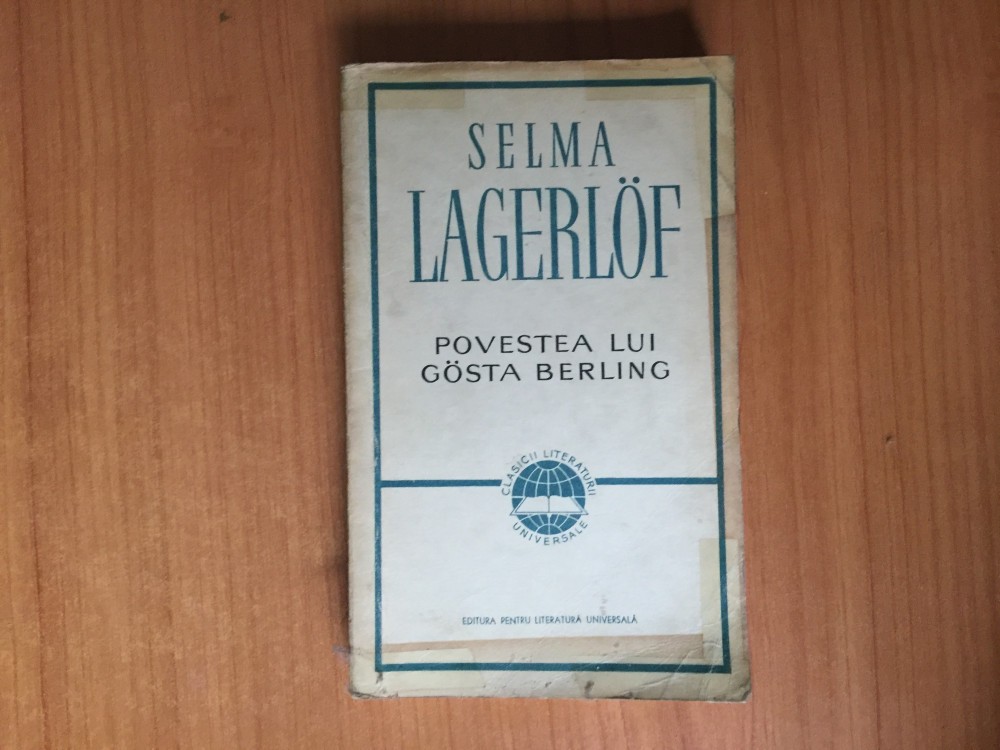 SELMA
LAGERLÖF
POVESTEA LUI
GÖSTA BERLING
CLASICII LITERATURII
UNIVERSALE
EDITURA PENTRU LITERATURĂ UNIVERSALĂ